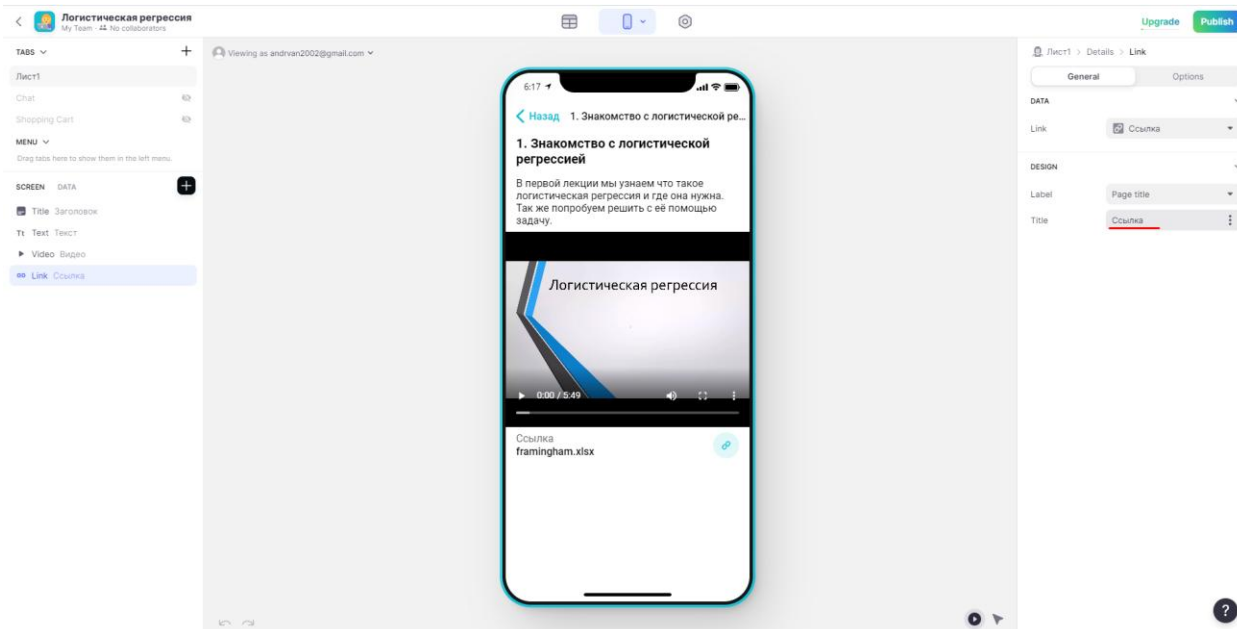 Логистическая регрессия
My Team - No collaborators
Upgrade
Publish
TABS
Лист1
Chat
Shopping Cart
MENU
Drag tabs here to show them in the left menu.
SCREEN DATA
Title Заголовок
Tt Text Текст
Video Видео
Link Ссылка
Viewing as andrvan2002@gmail.com
6:17
Назад 1. Знакомство с логистической ре...
1. Знакомство с логистической
регрессией
В первой лекции мы узнаем что такое
логистическая регрессия и где она нужна.
Так же попробуем решить с её помощью
задачу.
Логистическая регрессия
0:00 / 5:49
Ссылка
framingham.xlsx
Лист1 > Details > Link
General Options
DATA
Link Ссылка
DESIGN
Label Page title
Title Ссылка
?